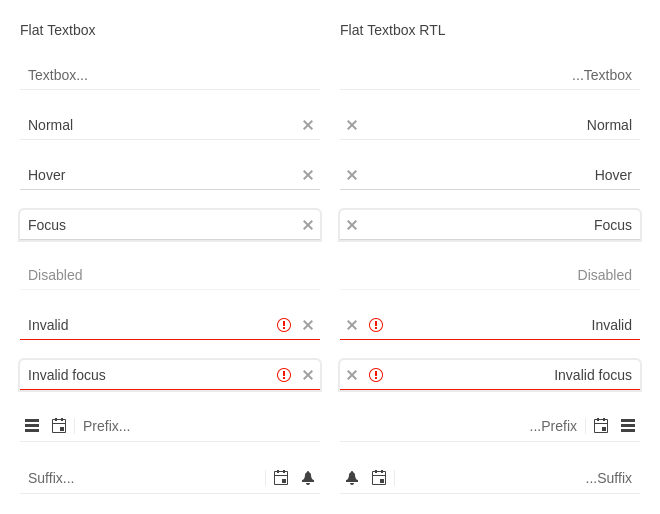 Flat Textbox
Textbox...
Normal
Hover
Focus
Disabled
Invalid
Invalid focus
Prefix...
Suffix...
Flat Textbox RTL
...Textbox
Normal
Hover
Focus
Disabled
Invalid
Invalid focus
...Prefix
...Suffix